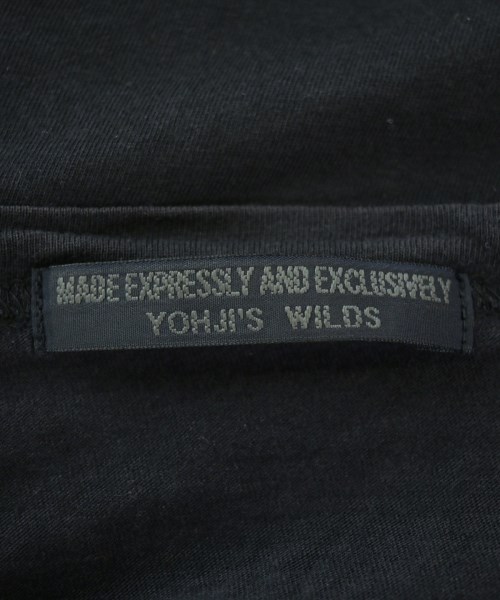 MADE EXPRESSLY AND EXCLUSIVELY
YOHJI'S WILDS